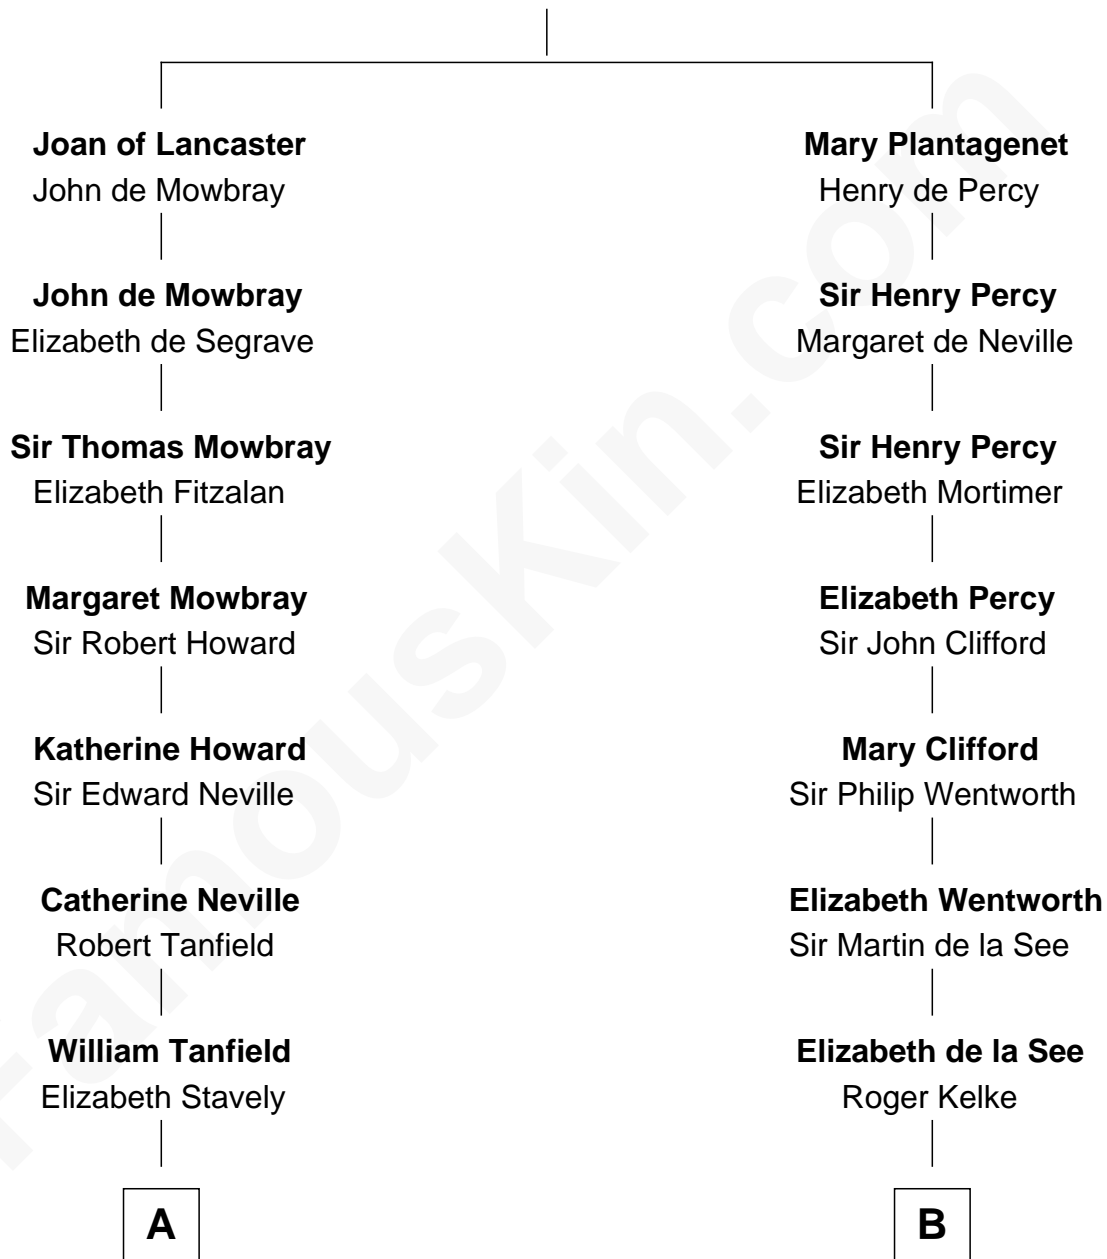 Joan of Lancaster
John de Mowbray
John de Mowbray
Elizabeth de Segrave
Sir Thomas Mowbray
Elizabeth Fitzalan
Margaret Mowbray
Sir Robert Howard
Katherine Howard
Sir Edward Neville
Catherine Neville
Robert Tanfield
William Tanfield
Elizabeth Stavely
A
Mary Plantagenet
Henry de Percy
Sir Henry Percy
Margaret de Neville
Sir Henry Percy
Elizabeth Mortimer
Elizabeth Percy
Sir John Clifford
Mary Clifford
Sir Philip Wentworth
Elizabeth Wentworth
Sir Martin de la See
Elizabeth de la See
Roger Kelke
B
FamousKin.com